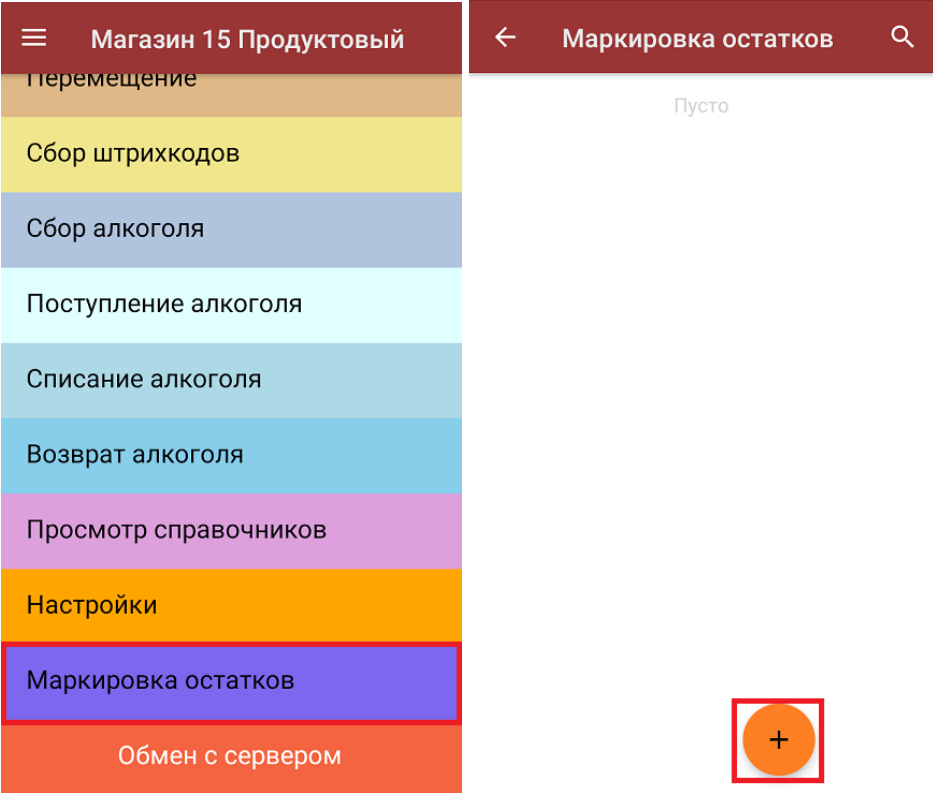 Магазин 15 Продуктовый
Перемещение
Сбор штрихкодов
Сбор алкоголя
Поступление алкоголя
Списание алкоголя
Возврат алкоголя
Просмотр справочников
Настройки
Маркировка остатков
Обмен с сервером
Маркировка остатков
Пусто
+